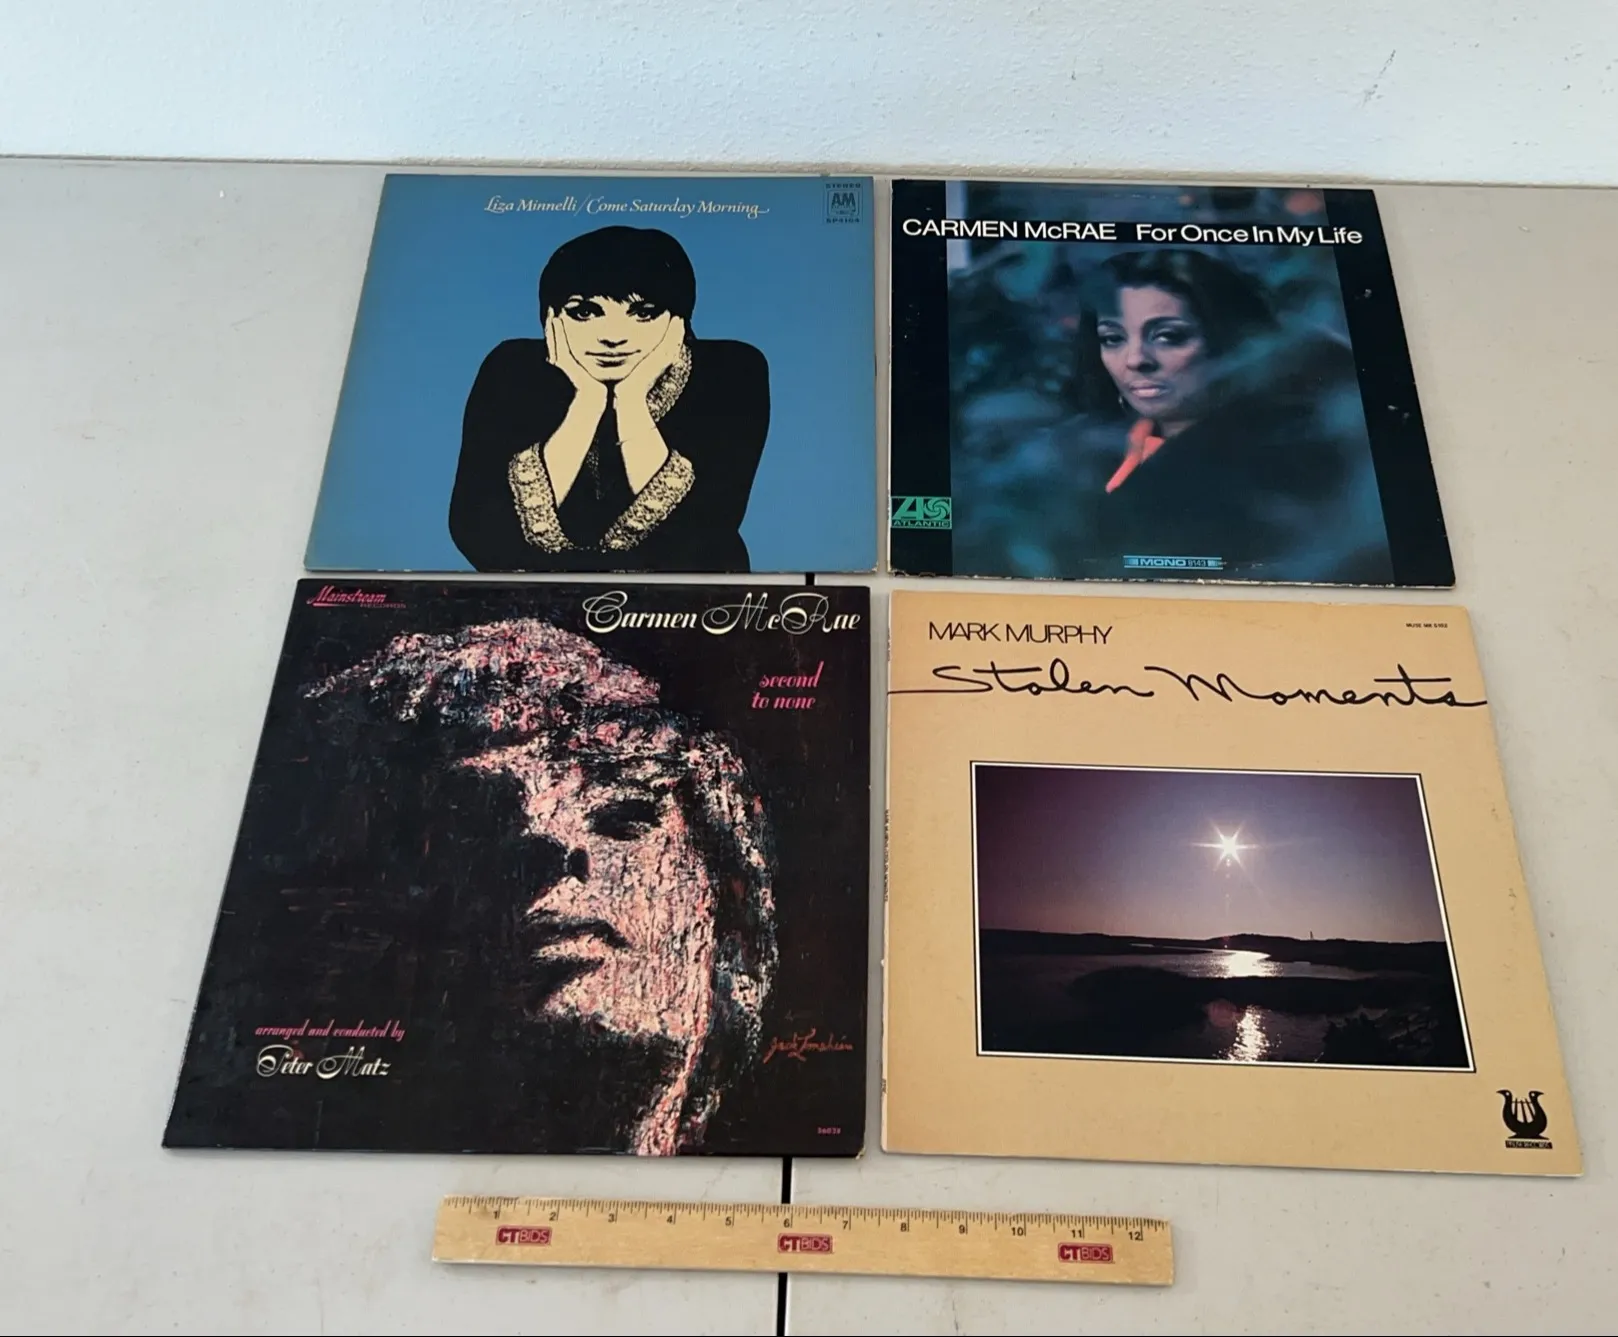 Liza Minnelli/Come Saturday Morning
STEREO
AM
SP4164
CARMEN McRAE For Once In My Life
ATLANTIC
MONO 8143
Mainstream
RECORDS
Carmen McRae
second
to none
arranged and conducted by
Peter Matz
MARK MURPHY
Stolen Moments
1 2 3 4 5 6 7 8 9 10 11 12
CTBIDS
CTBIDS
CTBIDS